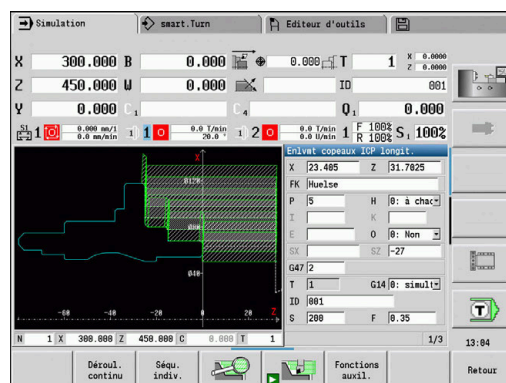 Simulation smart.Turn Editeur d'outils
X 300.000 B 0.000 0.000 T 1 X 0.0000 Z 0.0000
Z 450.000 W 0.000 ID 001
Y 0.000 C1 C4 Q1 0.000
S1 1 0.000 mm/1 0.0 mm/min 1 1 0.0 T/min 20.0 ° 1 2 0.0 T/min 0.0 U/min 1 F 100% R 100% S1 100%
Enlvmt copeaux ICP longit.
X 23.405 Z 31.7025
FK Huelse
P 5 H 0: à chaq
I K
E O 0: Non
SX SZ -27
G47 2
T 1 G14 0: simult
ID 001
S 200 F 0.35
X
Ø120
Ø80
Ø40
-60 -40 -20 20 Z
N 1 X 300.000 Z 450.000 C 0.000 T 1 1/3
T
13:04
Déroul. continu
Séqu. indiv.
Fonctions auxil.
Retour